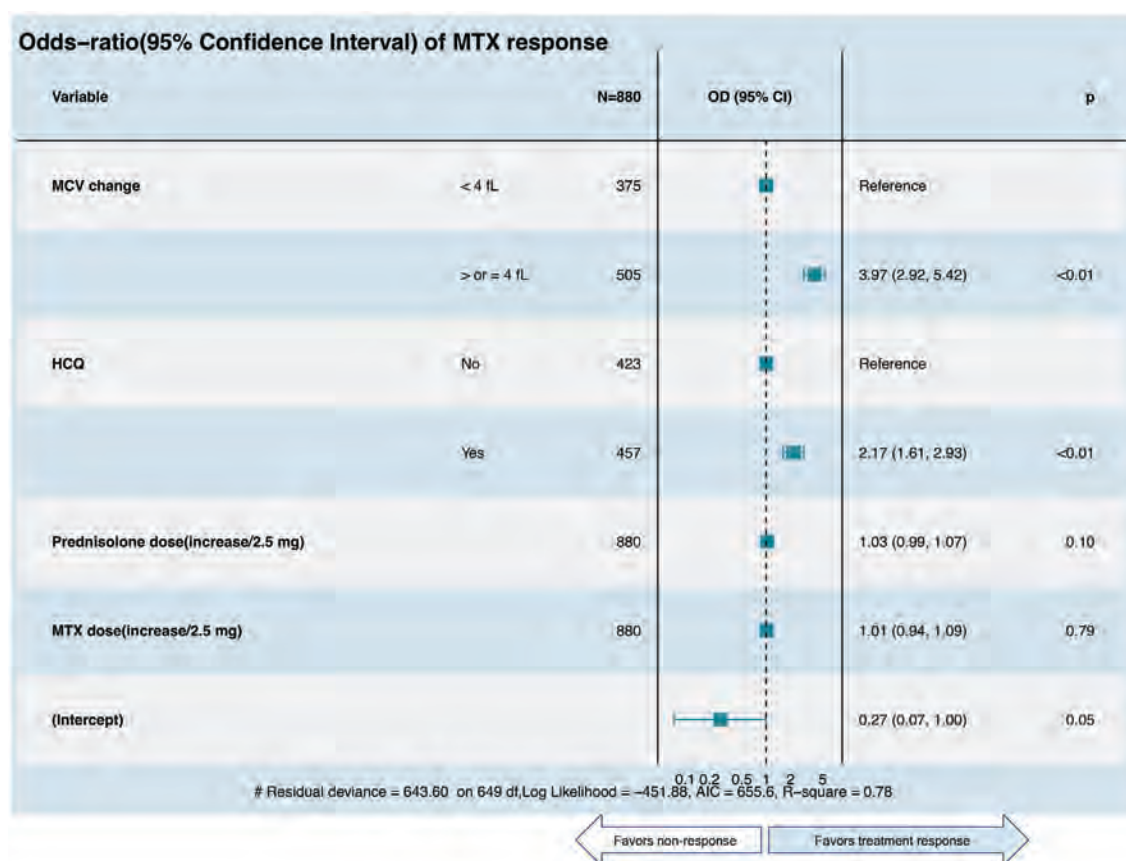 Odds–ratio(95% Confidence Interval) of MTX response
Variable N=880 OD (95% CI) p
MCV change < 4 fL 375 Reference
> or = 4 fL 505 3.97 (2.92, 5.42) <0.01
HCQ No 423 Reference
Yes 457 2.17 (1.61, 2.93) <0.01
Prednisolone dose(increase/2.5 mg) 880 1.03 (0.99, 1.07) 0.10
MTX dose(increase/2.5 mg) 880 1.01 (0.94, 1.09) 0.79
(Intercept) 0.27 (0.07, 1.00) 0.05
0.1 0.2 0.5 1 2 5
# Residual deviance = 643.60 on 649 df,Log Likelihood = −451.88, AIC = 655.6, R−square = 0.78
Favors non-response Favors treatment response